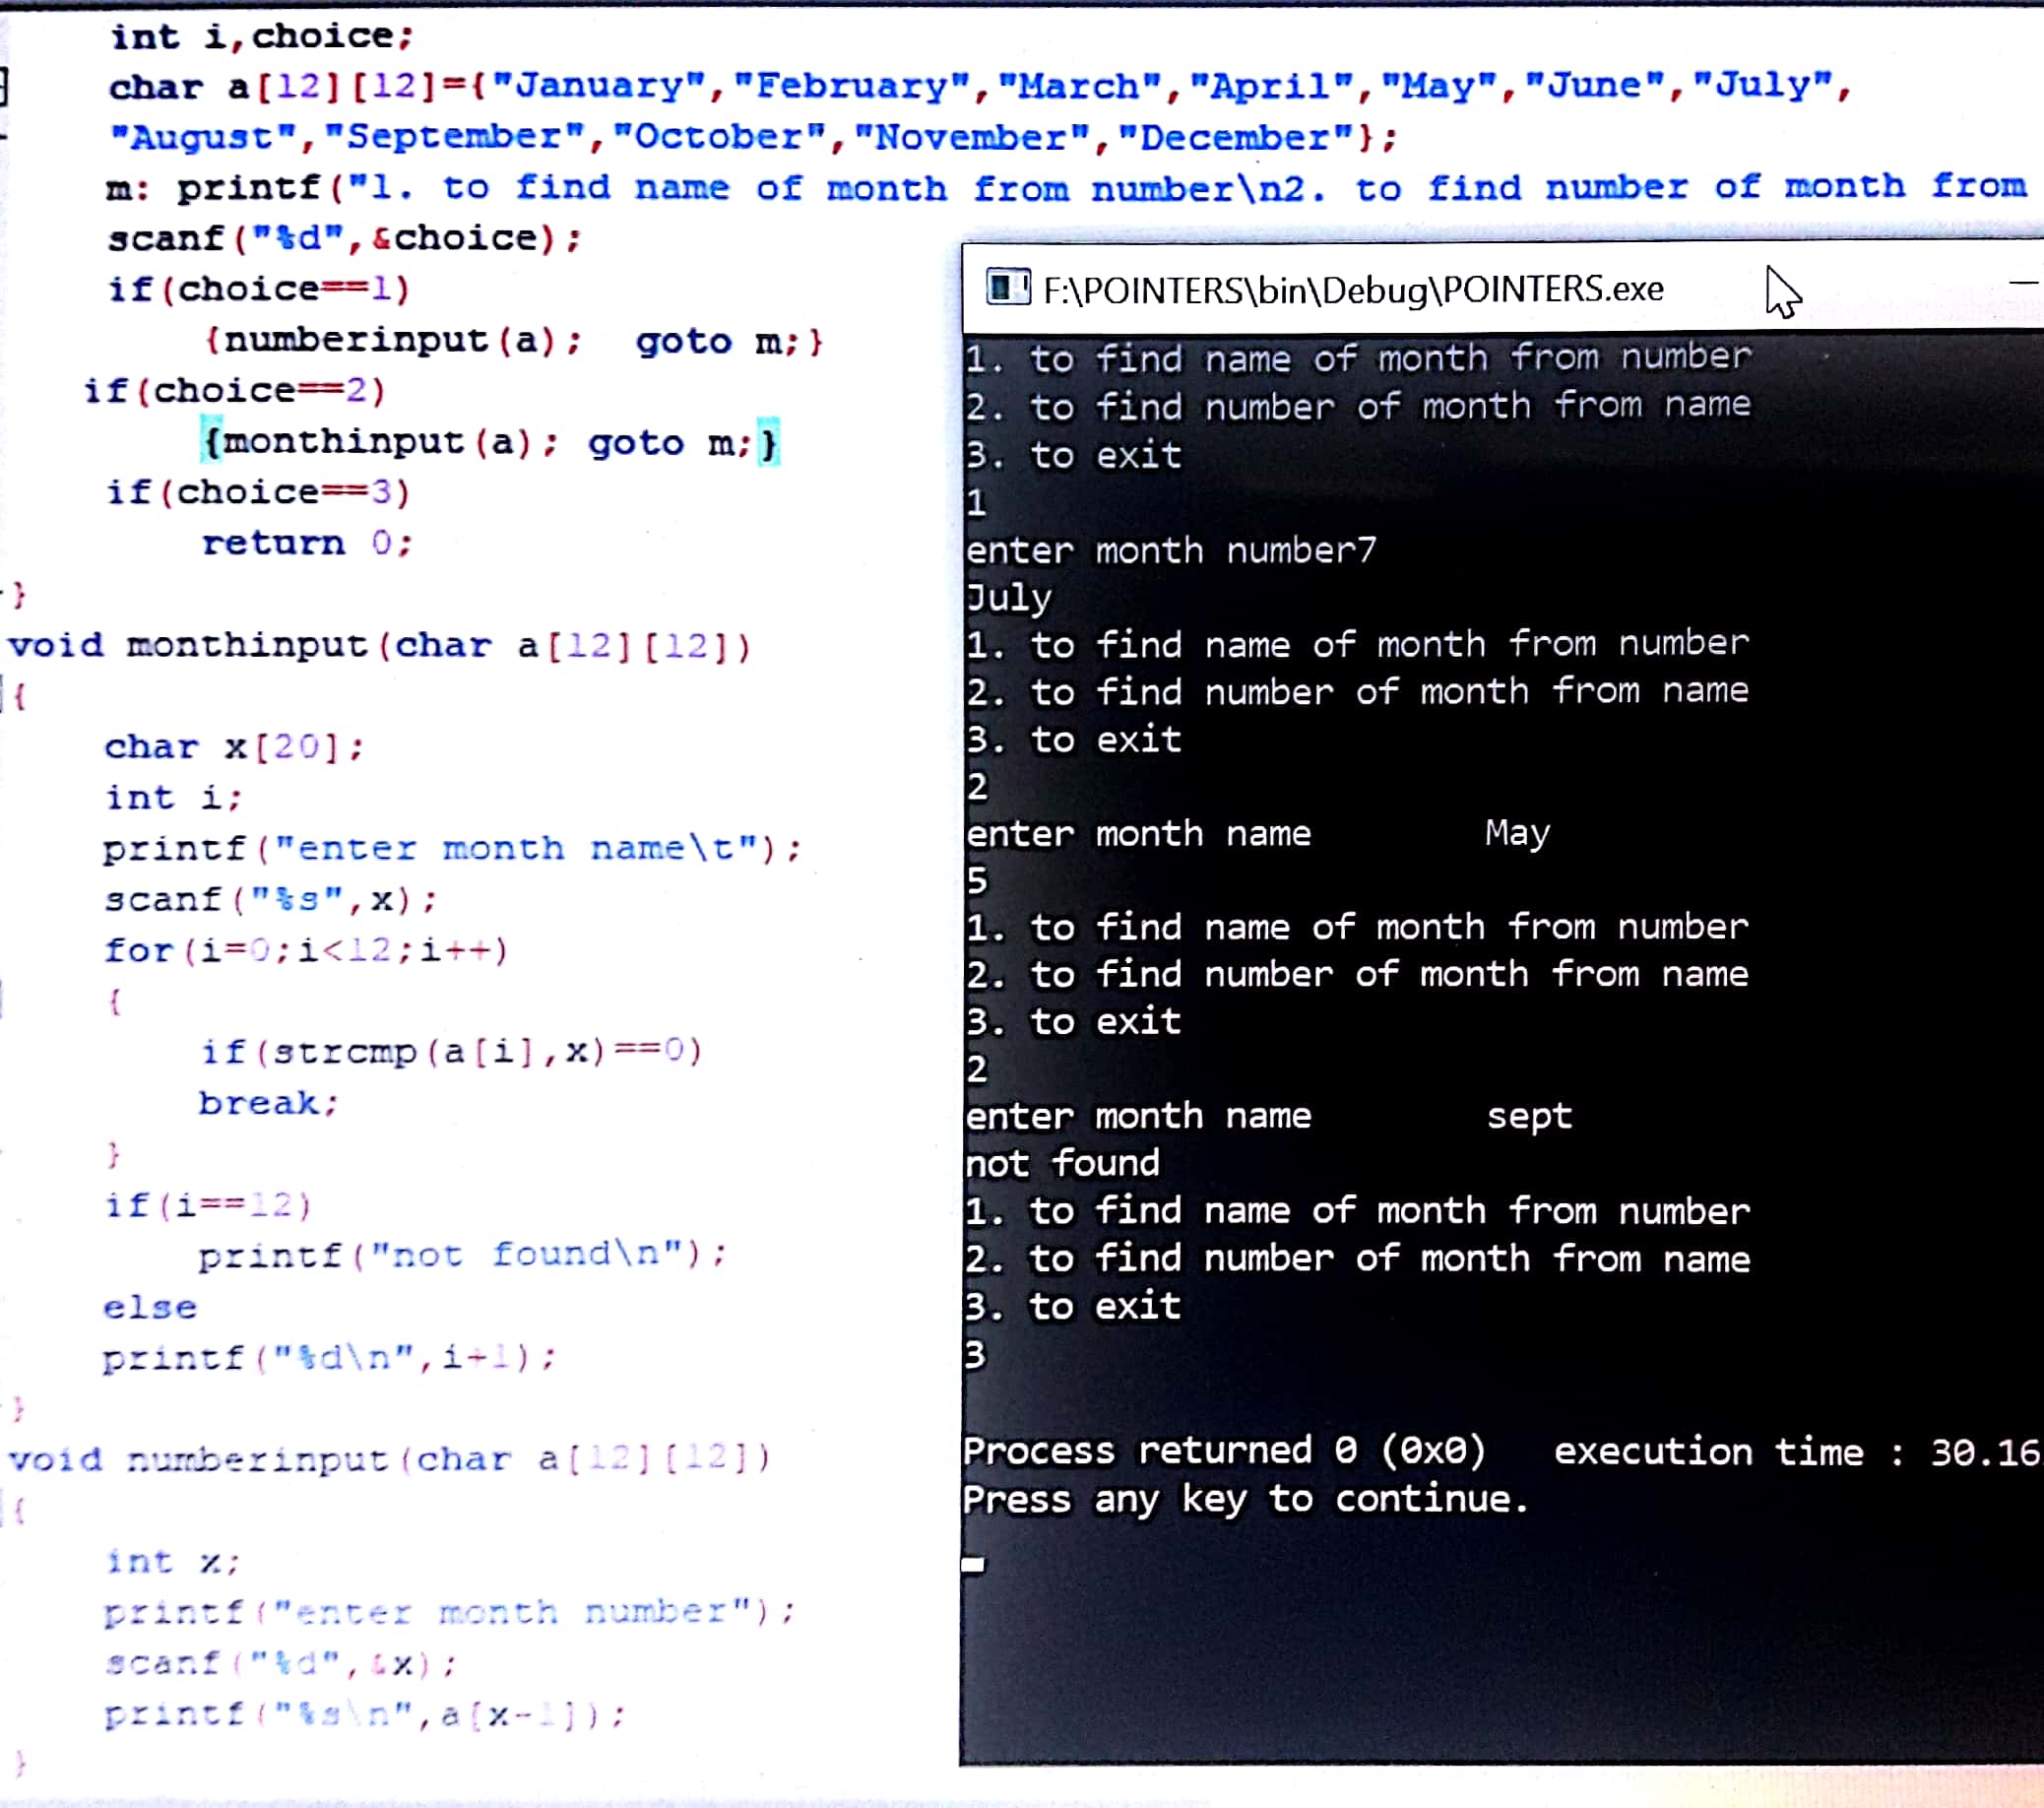 int i,choice;
char a[12][12]={"January","February","March","April","May","June","July",
"August","September","October","November","December"};
m: printf("1. to find name of month from number\n2. to find number of month from
scanf("%d",&choice);
if(choice==1)
{numberinput(a); goto m;}
if(choice==2)
{monthinput(a); goto m;}
if(choice==3)
return 0;
}
void monthinput(char a[12][12])
{
char x[20];
int i;
printf("enter month name\t");
scanf("%s",x);
for(i=0;i<12;i++)
{
if(strcmp(a[i],x)==0)
break;
}
if(i==12)
printf("not found\n");
else
printf("%d\n",i+1);
}
void numberinput(char a[12][12])
{
int x;
printf("enter month number");
scanf("%d",&x);
printf("%s\n",a[x-1]);
}
F:\POINTERS\bin\Debug\POINTERS.exe
1. to find name of month from number
2. to find number of month from name
3. to exit
1
enter month number7
July
1. to find name of month from number
2. to find number of month from name
3. to exit
2
enter month name May
5
1. to find name of month from number
2. to find number of month from name
3. to exit
2
enter month name sept
not found
1. to find name of month from number
2. to find number of month from name
3. to exit
3
Process returned 0 (0x0) execution time : 30.16
Press any key to continue.